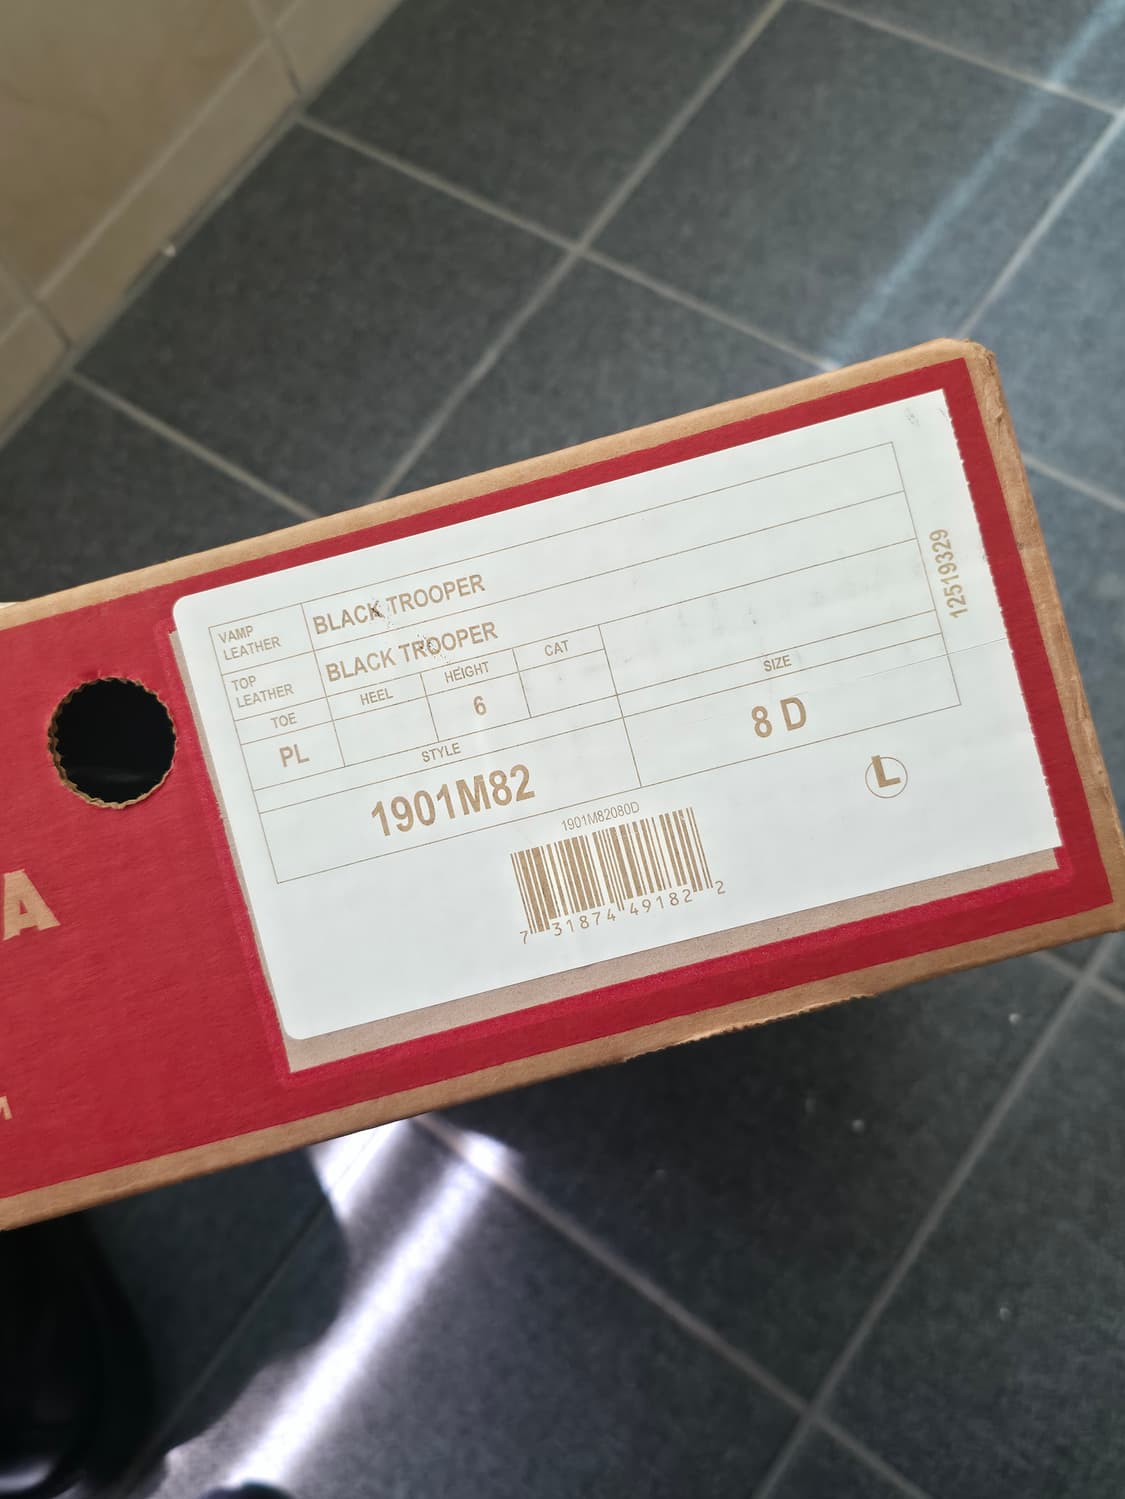 VAMP LEATHER
BLACK TROOPER
TOP LEATHER
BLACK TROOPER
TOE
HEEL
HEIGHT
CAT
PL
6
SIZE
8 D
STYLE
1901M82
L
1901M82080D
7 31874 49182 2
12519329
A